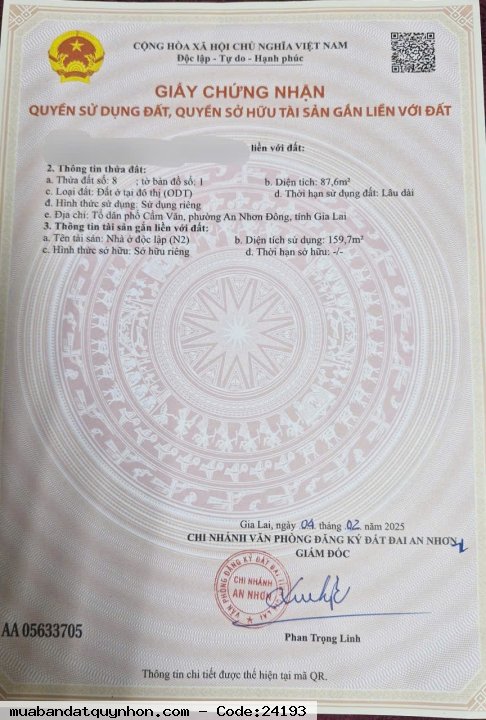 CỘNG HÒA XÃ HỘI CHỦ NGHĨA VIỆT NAM
Độc lập - Tự do - Hạnh phúc
GIẤY CHỨNG NHẬN
QUYỀN SỬ DỤNG ĐẤT, QUYỀN SỞ HỮU TÀI SẢN GẮN LIỀN VỚI ĐẤT
liền với đất:
2. Thông tin thửa đất:
a. Thửa đất số: 8 ; tờ bản đồ số: 1 b. Diện tích: 87,6m²
c. Loại đất: Đất ở tại đô thị (ODT) d. Thời hạn sử dụng đất: Lâu dài
đ. Hình thức sử dụng: Sử dụng riêng
e. Địa chỉ: Tổ dân phố Cẩm Văn, phường An Nhơn Đông, tỉnh Gia Lai
3. Thông tin tài sản gắn liền với đất:
a. Tên tài sản: Nhà ở độc lập (N2) b. Diện tích sử dụng: 159,7m²
c. Hình thức sở hữu: Sở hữu riêng d. Thời hạn sở hữu: -/-
Gia Lai, ngày 04 tháng 02 năm 2025
CHI NHÁNH VĂN PHÒNG ĐĂNG KÝ ĐẤT ĐAI AN NHƠN
GIÁM ĐỐC
VĂN PHÒNG ĐĂNG KÝ ĐẤT ĐAI
CHI NHÁNH
AN NHƠN
Phan Trọng Linh
AA 05633705
Thông tin chi tiết được thể hiện tại mã QR.
muabandatquynhon.com - Code:24193